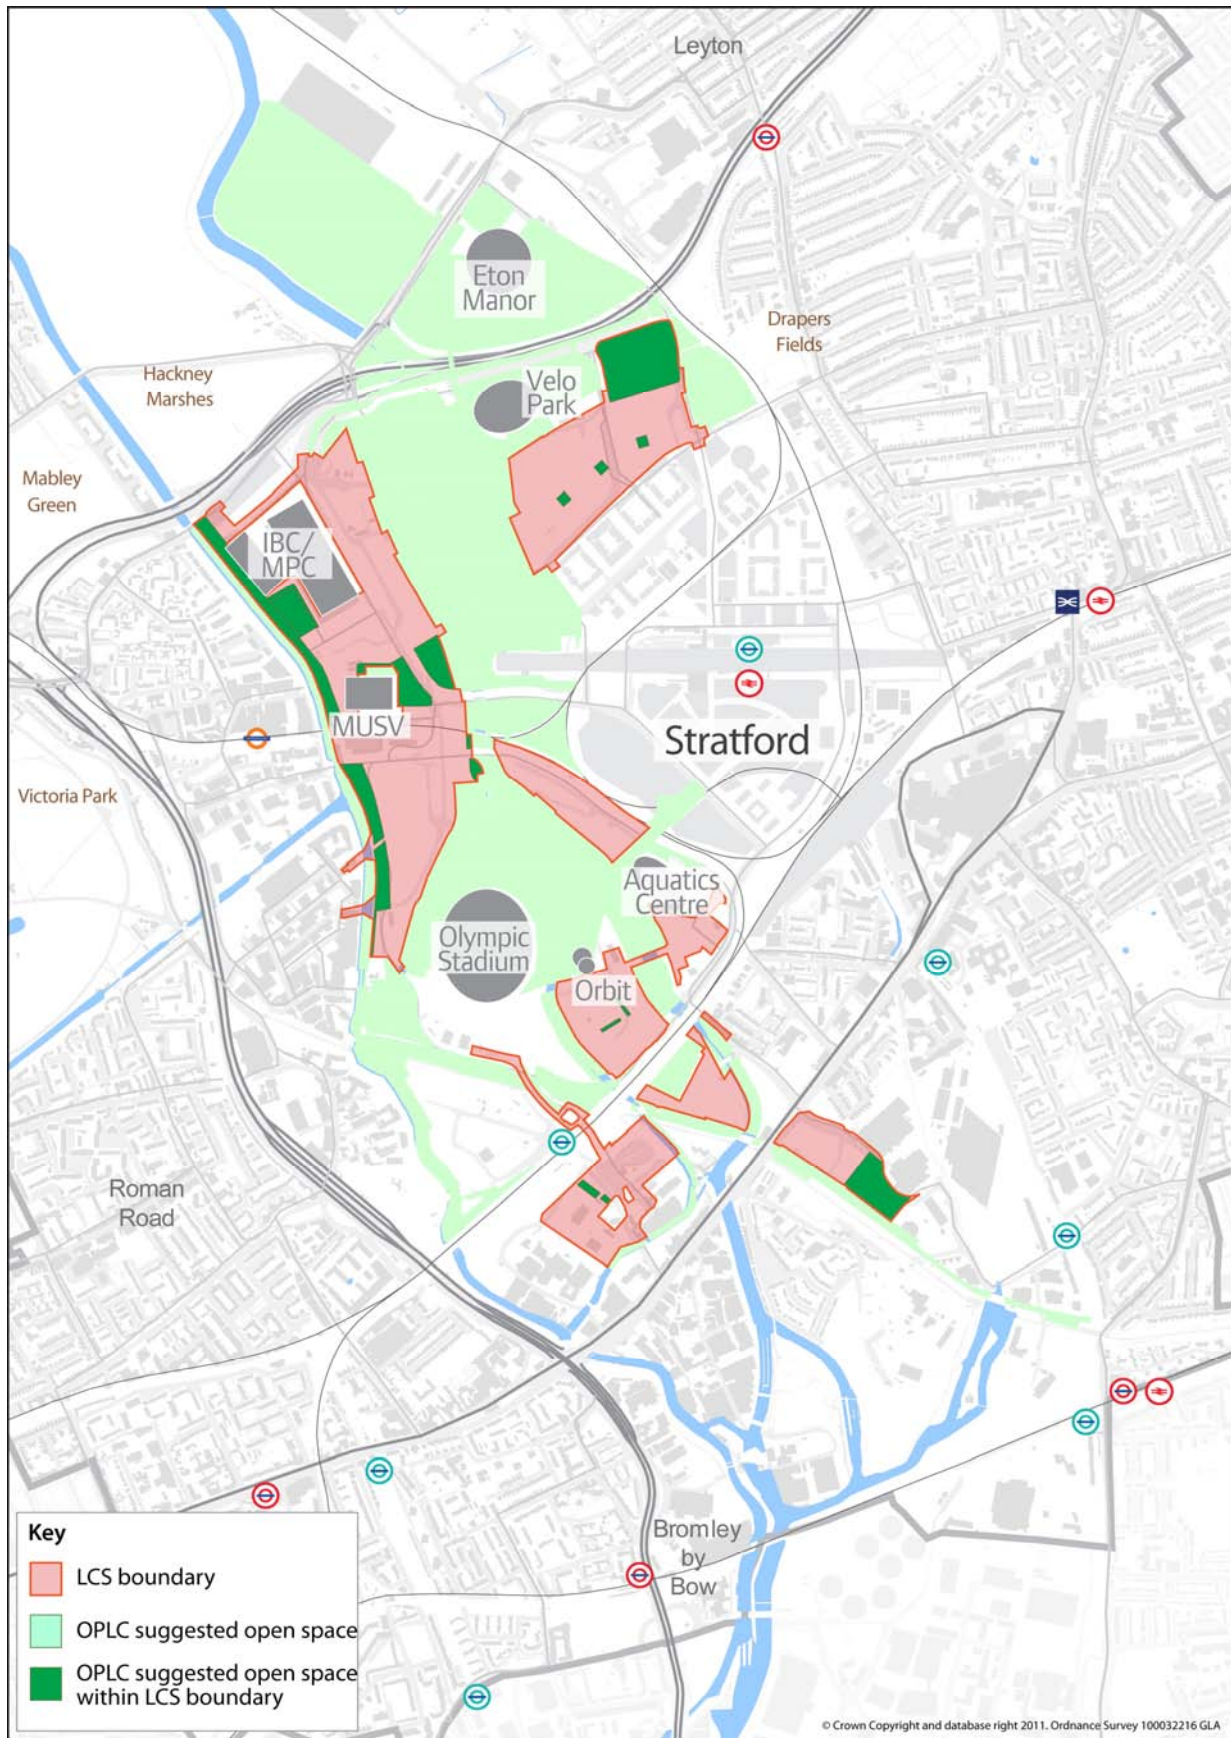 Leyton
Eton
Manor
Drapers
Fields
Hackney
Marshes
Velo
Park
Mabley
Green
IBC/
MPC
MUSV
Stratford
Victoria Park
Aquatics
Centre
Olympic
Stadium
Orbit
Roman
Road
Bromley
by
Bow
Key
LCS boundary
OPLC suggested open space
OPLC suggested open space
within LCS boundary
© Crown Copyright and database right 2011. Ordnance Survey 100032216 GLA